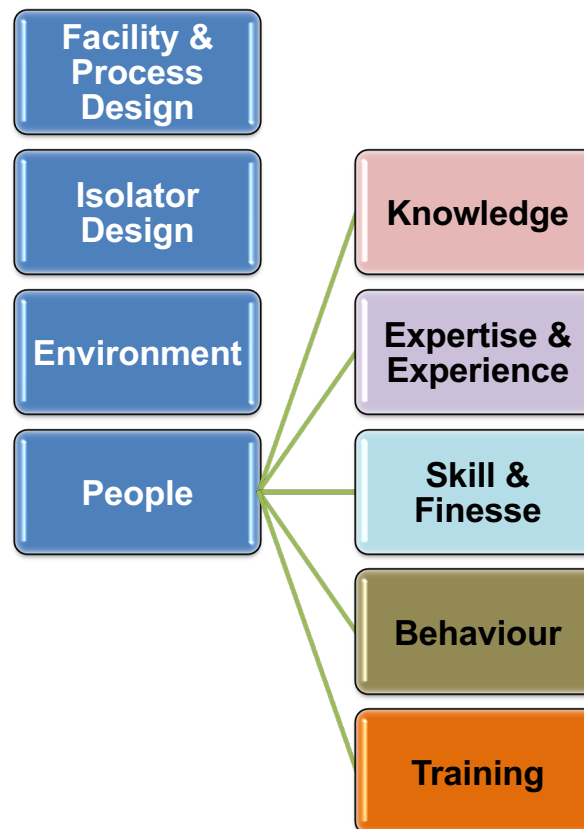 Facility &
Process
Design
Isolator
Design
Environment
People
Knowledge
Expertise &
Experience
Skill &
Finesse
Behaviour
Training